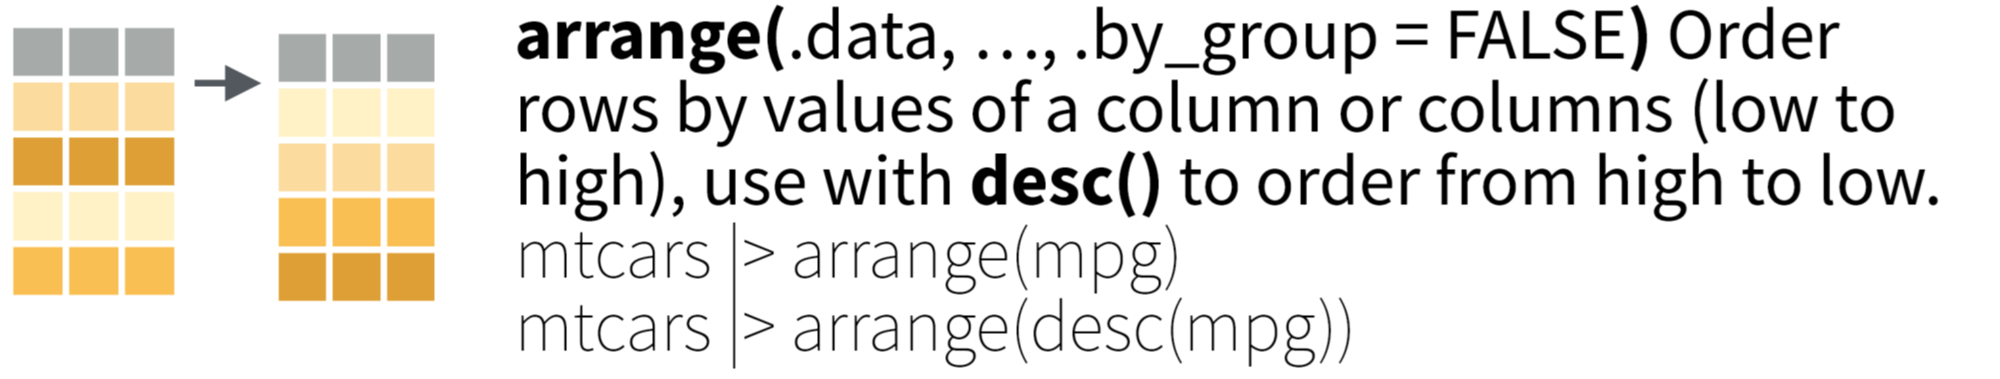 arrange(.data, …, .by_group = FALSE) Order
rows by values of a column or columns (low to
high), use with desc() to order from high to low.
mtcars |> arrange(mpg)
mtcars |> arrange(desc(mpg))